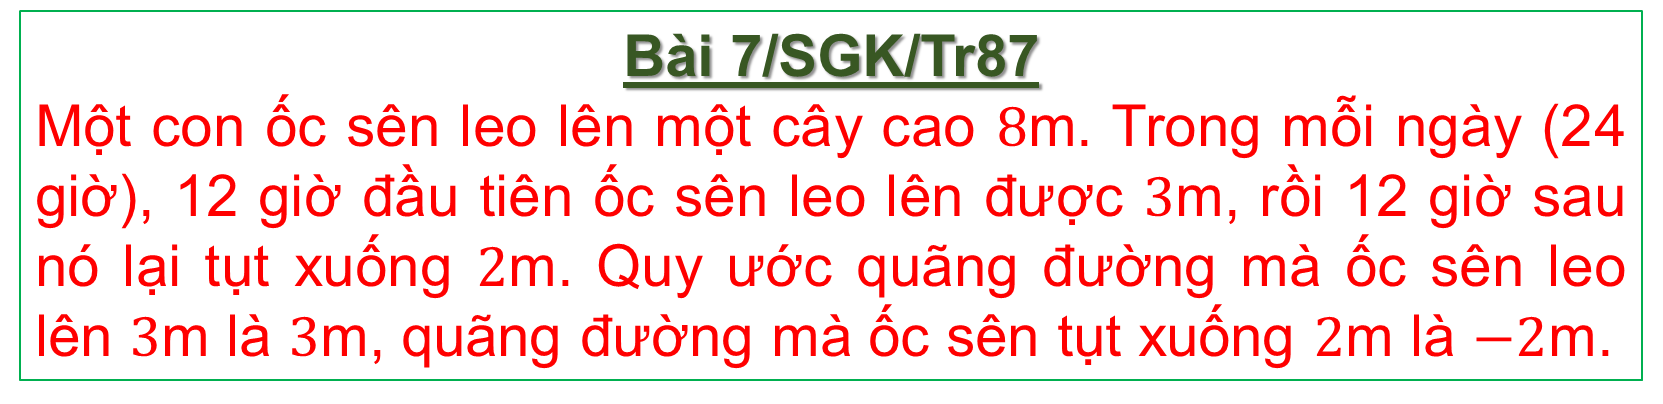 Bài 7/SGK/Tr87
Một con ốc sên leo lên một cây cao 8m. Trong mỗi ngày (24
giờ), 12 giờ đầu tiên ốc sên leo lên được 3m, rồi 12 giờ sau
nó lại tụt xuống 2m. Quy ước quãng đường mà ốc sên leo
lên 3m là 3m, quãng đường mà ốc sên tụt xuống 2m là −2m.